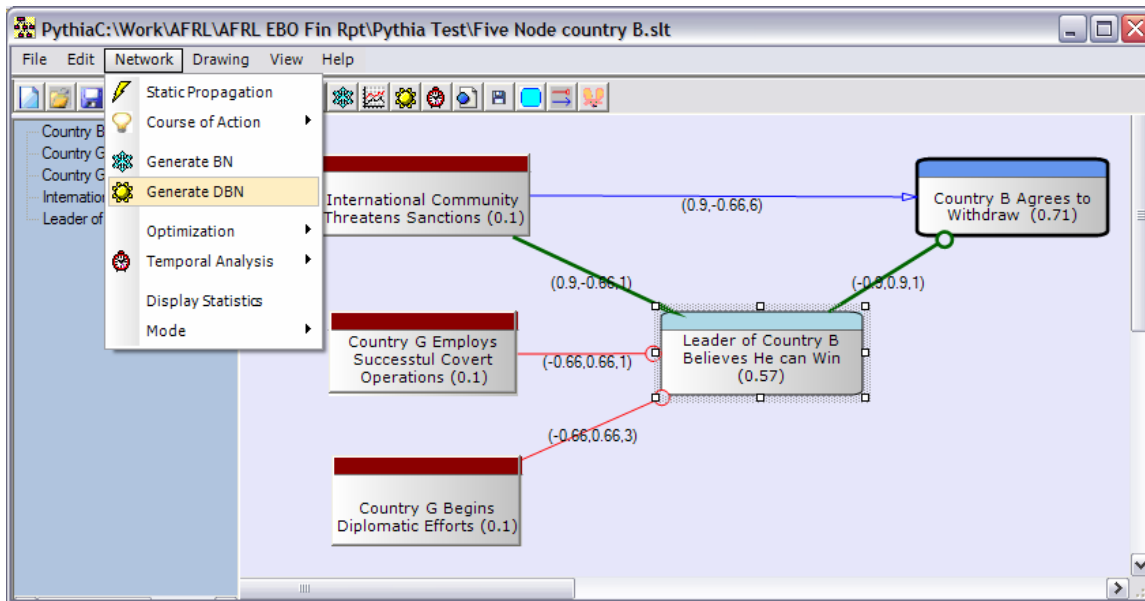 PythiaC:\Work\AFRL\AFRL EBO Fin Rpt\Pythia Test\Five Node country B.slt
File Edit Network Drawing View Help
Static Propagation
Course of Action
Generate BN
Generate DBN
Optimization
Temporal Analysis
Display Statistics
Mode
Country B
Country G
Country G
Internatio
Leader of
International Community
Threatens Sanctions (0.1)
(0.9,-0.66,6)
Country B Agrees to
Withdraw (0.71)
(0.9,-0.66,1)
(-0.9,0.9,1)
Country G Employs
Successtul Covert
Operations (0.1)
(-0.66,0.66,1)
Leader of Country B
Believes He can Win
(0.57)
(-0.66,0.66,3)
Country G Begins
Diplomatic Efforts (0.1)